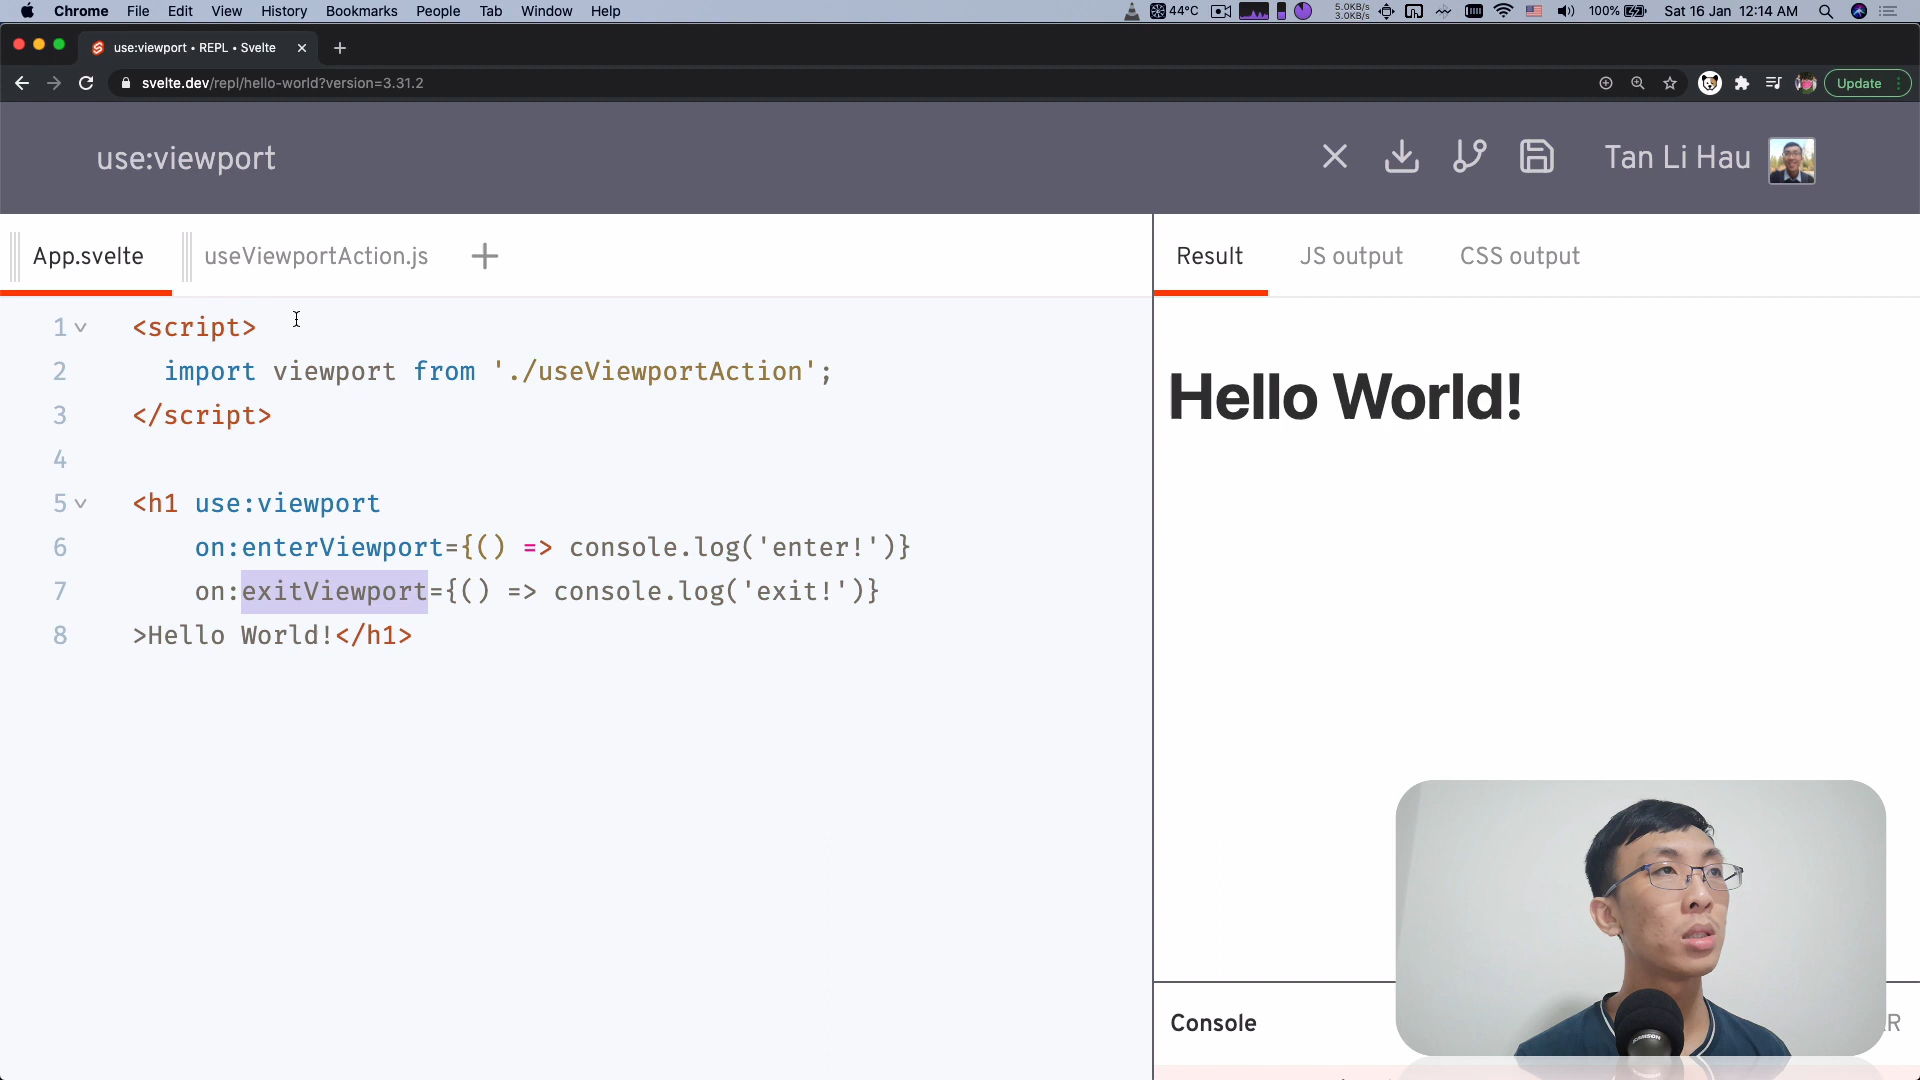 Chrome File Edit View History Bookmarks People Tab Window Help
44°C 5.0KB/s 3.0KB/s 100% Sat 16 Jan 12:14 AM
use:viewport • REPL • Svelte
svelte.dev/repl/hello-world?version=3.31.2
Update
use:viewport
Tan Li Hau
App.svelte
useViewportAction.js
Result
JS output
CSS output
1 <script>
2 import viewport from './useViewportAction';
3 </script>
4
5 <h1 use:viewport
6 on:enterViewport={() => console.log('enter!')}
7 on:exitViewport={() => console.log('exit!')}
8 >Hello World!</h1>
Hello World!
Console
R